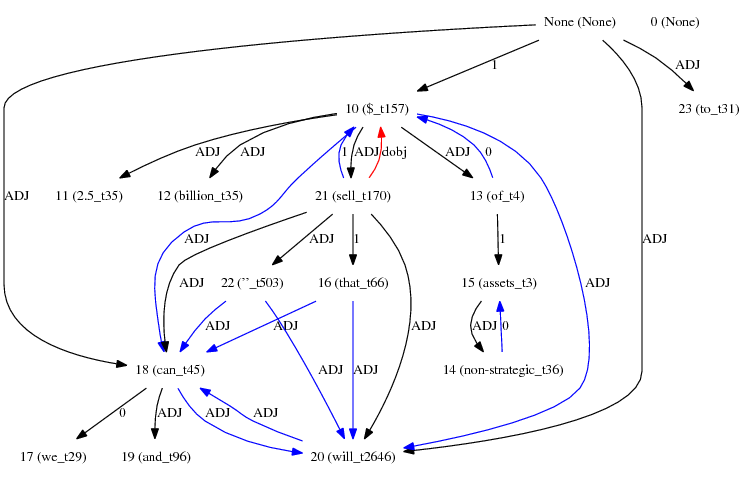 None (None) 0 (None)
1 ADJ
10 ($_t157) 23 (to_t31)
ADJ ADJ 1 ADJ dobj ADJ 0
ADJ 11 (2.5_t35) 12 (billion_t35) 21 (sell_t170) 13 (of_t4)
ADJ ADJ 1 1 ADJ
ADJ 22 (''_t503) 16 (that_t66) 15 (assets_t3) ADJ
ADJ ADJ ADJ ADJ 0
18 (can_t45) ADJ ADJ 14 (non-strategic_t36)
0 ADJ ADJ ADJ
17 (we_t29) 19 (and_t96) 20 (will_t2646)